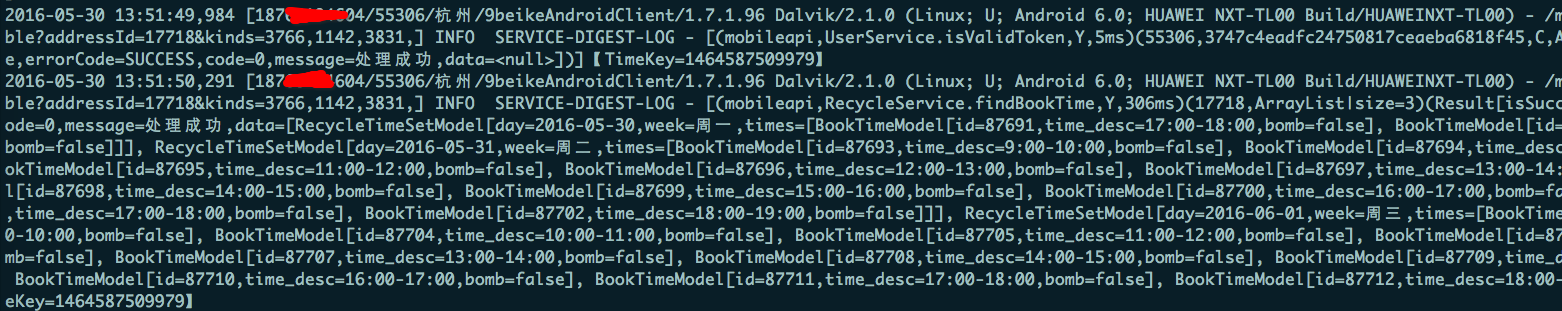 2016-05-30 13:51:49,984 [187 604/55306/杭州/9beikeAndroidClient/1.7.1.96 Dalvik/2.1.0 (Linux; U; Android 6.0; HUAWEI NXT-TL00 Build/HUAWEINXT-TL00) - /m
ble?addressId=17718&kinds=3766,1142,3831,] INFO  SERVICE-DIGEST-LOG - [(mobileapi,UserService.isValidToken,Y,5ms)(55306,3747c4eadfc24750817ceaeba6818f45,C,A
e,errorCode=SUCCESS,code=0,message=处理成功,data=<null>])]【TimeKey=1464587509979】
2016-05-30 13:51:50,291 [187 604/55306/杭州/9beikeAndroidClient/1.7.1.96 Dalvik/2.1.0 (Linux; U; Android 6.0; HUAWEI NXT-TL00 Build/HUAWEINXT-TL00) - /m
ble?addressId=17718&kinds=3766,1142,3831,] INFO  SERVICE-DIGEST-LOG - [(mobileapi,RecycleService.findBookTime,Y,306ms)(17718,ArrayList|size=3)(Result[isSuc
ode=0,message=处理成功,data=[RecycleTimeSetModel[day=2016-05-30,week=周一,times=[BookTimeModel[id=87691,time_desc=17:00-18:00,bomb=false], BookTimeModel[id=
bomb=false]]], RecycleTimeSetModel[day=2016-05-31,week=周二,times=[BookTimeModel[id=87693,time_desc=9:00-10:00,bomb=false], BookTimeModel[id=87694,time_desc
okTimeModel[id=87695,time_desc=11:00-12:00,bomb=false], BookTimeModel[id=87696,time_desc=12:00-13:00,bomb=false], BookTimeModel[id=87697,time_desc=13:00-14:
l[id=87698,time_desc=14:00-15:00,bomb=false], BookTimeModel[id=87699,time_desc=15:00-16:00,bomb=false], BookTimeModel[id=87700,time_desc=16:00-17:00,bomb=fa
,time_desc=17:00-18:00,bomb=false], BookTimeModel[id=87702,time_desc=18:00-19:00,bomb=false]]], RecycleTimeSetModel[day=2016-06-01,week=周三,times=[BookTim
0-10:00,bomb=false], BookTimeModel[id=87704,time_desc=10:00-11:00,bomb=false], BookTimeModel[id=87705,time_desc=11:00-12:00,bomb=false], BookTimeModel[id=87
mb=false], BookTimeModel[id=87707,time_desc=13:00-14:00,bomb=false], BookTimeModel[id=87708,time_desc=14:00-15:00,bomb=false], BookTimeModel[id=87709,time_d
 BookTimeModel[id=87710,time_desc=16:00-17:00,bomb=false], BookTimeModel[id=87711,time_desc=17:00-18:00,bomb=false], BookTimeModel[id=87712,time_desc=18:00-
eKey=1464587509979】